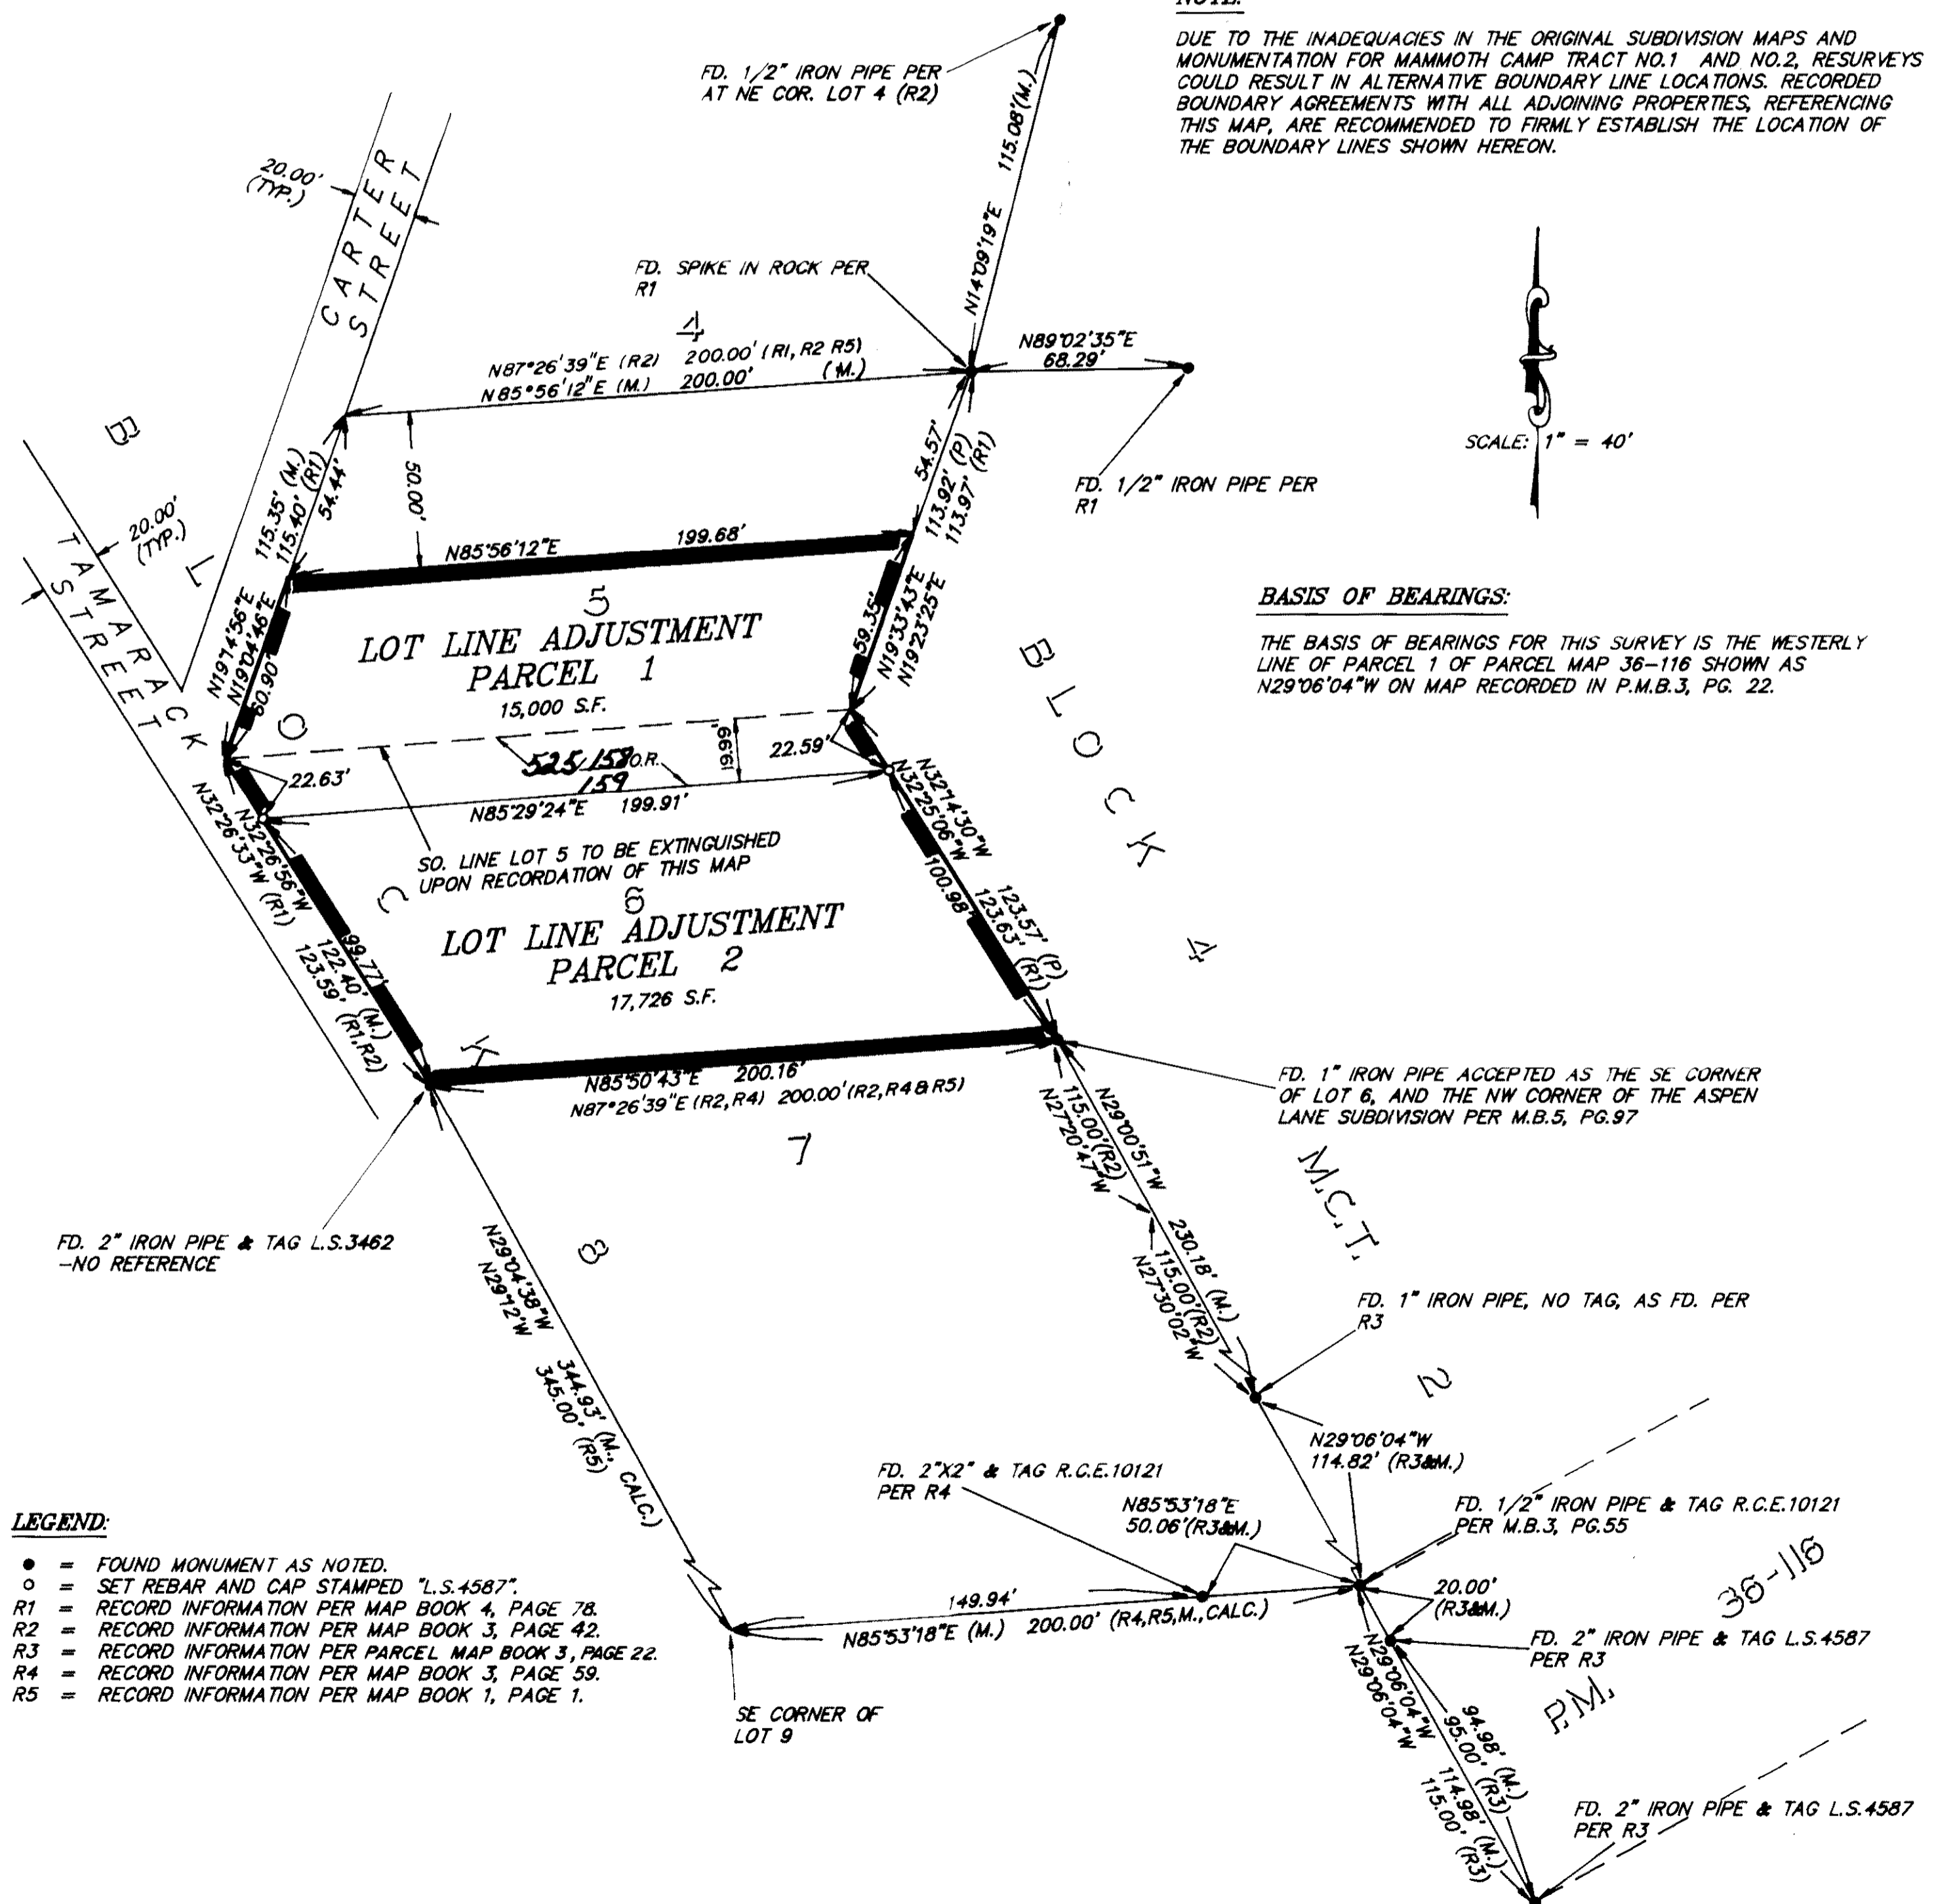 NOTE:
DUE TO THE INADEQUACIES IN THE ORIGINAL SUBDIVISION MAPS AND
MONUMENTATION FOR MAMMOTH CAMP TRACT NO.1 AND NO.2, RESURVEYS
COULD RESULT IN ALTERNATIVE BOUNDARY LINE LOCATIONS. RECORDED
BOUNDARY AGREEMENTS WITH ALL ADJOINING PROPERTIES, REFERENCING
THIS MAP, ARE RECOMMENDED TO FIRMLY ESTABLISH THE LOCATION OF
THE BOUNDARY LINES SHOWN HEREON.
FD. 1/2" IRON PIPE PER
AT NE COR. LOT 4 (R2)
N14°09'19"E 115.08'(M.)
20.00'
(TYP.)
CARTER
STREET
FD. SPIKE IN ROCK PER
R1
4
N87°26'39"E (R2) 200.00' (R1, R2 R5)
N85°56'12"E (M.) 200.00' (M.)
N89°02'35"E
68.29'
FD. 1/2" IRON PIPE PER
R1
SCALE: 1" = 40'
20.00'
(TYP.)
TAMARACK
STREET
BLOCK
115.35' (M.)
115.40' (R1)
54.44'
50.00'
N19°14'56"E
N19°04'46"E
60.90'
54.57'
113.92' (P)
113.97' (R1)
59.35'
N19°33'43"E
N19°23'25"E
N85°56'12"E 199.68'
5
LOT LINE ADJUSTMENT
PARCEL 1
15,000 S.F.
BLOCK 4
BASIS OF BEARINGS:
THE BASIS OF BEARINGS FOR THIS SURVEY IS THE WESTERLY
LINE OF PARCEL 1 OF PARCEL MAP 36-116 SHOWN AS
N29°06'04"W ON MAP RECORDED IN P.M.B.3, PG. 22.
22.63'
525/158 O.R.
159
19.99'
22.59'
N85°29'24"E 199.91'
SO. LINE LOT 5 TO BE EXTINGUISHED
UPON RECORDATION OF THIS MAP
6
LOT LINE ADJUSTMENT
PARCEL 2
17,726 S.F.
N32°26'56"W
N32°26'33"W (R1)
99.77'
122.40' (M.)
123.59' (R1,R2)
N32°14'30"W
N32°25'06"W
100.98'
123.57' (P)
123.63' (R1)
N85°50'43"E 200.16'
N87°26'39"E (R2,R4) 200.00'(R2,R4&R5)
7
FD. 1" IRON PIPE ACCEPTED AS THE SE CORNER
OF LOT 6, AND THE NW CORNER OF THE ASPEN
LANE SUBDIVISION PER M.B.5, PG.97
N29°00'51"W
230.18' (M.)
115.00'(R2)
N27°20'47"W
115.00'(R2)
N27°30'02"W
M.C.T. 2
FD. 2" IRON PIPE & TAG L.S.3462
-NO REFERENCE
8
N29°04'38"W
N29°12'W
344.93' (M., CALC.)
345.00' (R5)
FD. 1" IRON PIPE, NO TAG, AS FD. PER
R3
N29°06'04"W
114.82' (R3&M.)
FD. 2"X2" & TAG R.C.E.10121
PER R4
N85°53'18"E
50.06'(R3&M.)
FD. 1/2" IRON PIPE & TAG R.C.E.10121
PER M.B.3, PG.55
149.94'
N85°53'18"E (M.) 200.00' (R4,R5,M.,CALC.)
20.00'
(R3&M.)
FD. 2" IRON PIPE & TAG L.S.4587
PER R3
P.M. 36-116
SE CORNER OF
LOT 9
N29°06'04"W
N29°06'04"W
94.98' (M.)
95.00' (R3)
114.98' (M.)
115.00' (R3)
FD. 2" IRON PIPE & TAG L.S.4587
PER R3
LEGEND:
● = FOUND MONUMENT AS NOTED.
○ = SET REBAR AND CAP STAMPED "L.S.4587".
R1 = RECORD INFORMATION PER MAP BOOK 4, PAGE 78.
R2 = RECORD INFORMATION PER MAP BOOK 3, PAGE 42.
R3 = RECORD INFORMATION PER PARCEL MAP BOOK 3, PAGE 22.
R4 = RECORD INFORMATION PER MAP BOOK 3, PAGE 59.
R5 = RECORD INFORMATION PER MAP BOOK 1, PAGE 1.